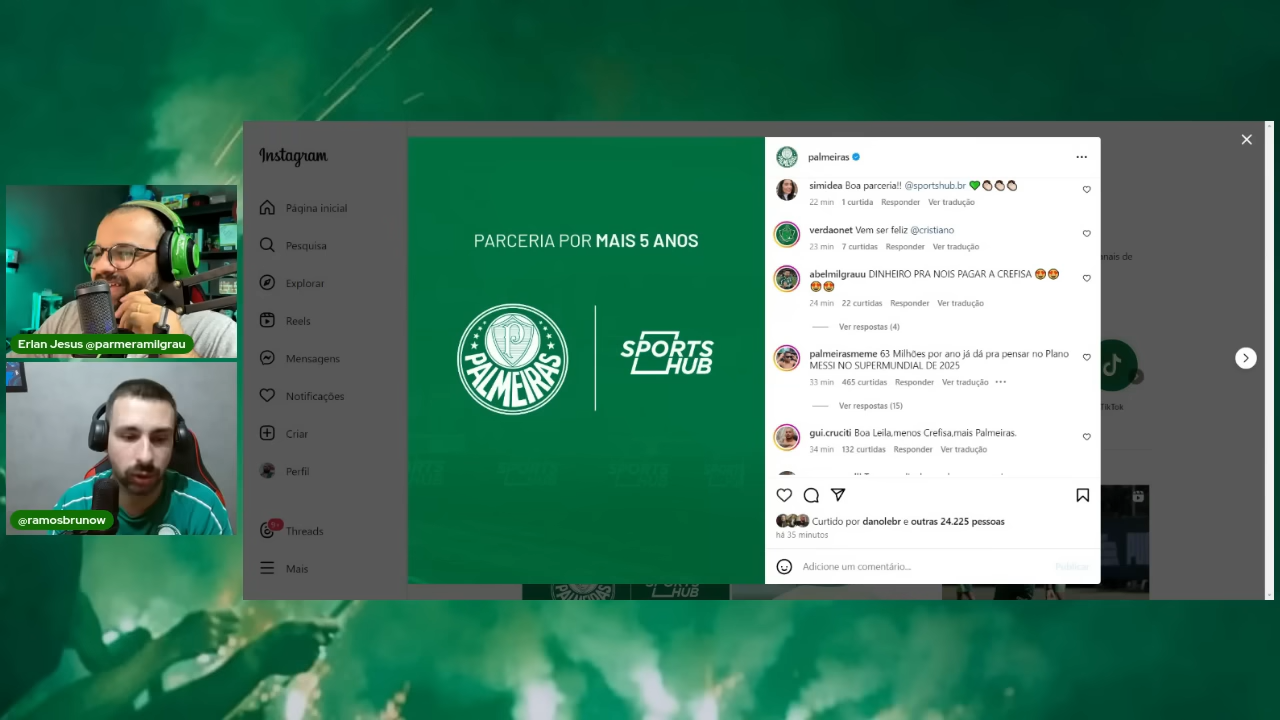 Instagram
Página inicial
Pesquisa
Explorar
Reels
Mensagens
Notificações
Criar
Perfil
9+
Threads
Mais
Erlan Jesus @parmeramilgrau
@ramosbrunow
PARCERIA POR MAIS 5 ANOS
P
PALMEIRAS
SPORTS
HUB
palmeiras
simidea Boa parceria!! @sportshub.br 💚👏🏻👏🏻👏🏻
22 min 1 curtida Responder Ver tradução
verdaonet Vem ser feliz @cristiano
23 min 7 curtidas Responder Ver tradução
abelmilgrauu DINHEIRO PRA NOIS PAGAR A CREFISA 😍😍
😍😍
24 min 22 curtidas Responder Ver tradução
Ver respostas (4)
palmeirasmeme 63 Milhões por ano já dá pra pensar no Plano
MESSI NO SUPERMUNDIAL DE 2025
33 min 465 curtidas Responder Ver tradução
Ver respostas (15)
gui.cruciti Boa Leila,menos Crefisa,mais Palmeiras.
34 min 132 curtidas Responder Ver tradução
Curtido por danolebr e outras 24.225 pessoas
há 35 minutos
Adicione um comentário...
Publicar
anais de
TikTok
HUB